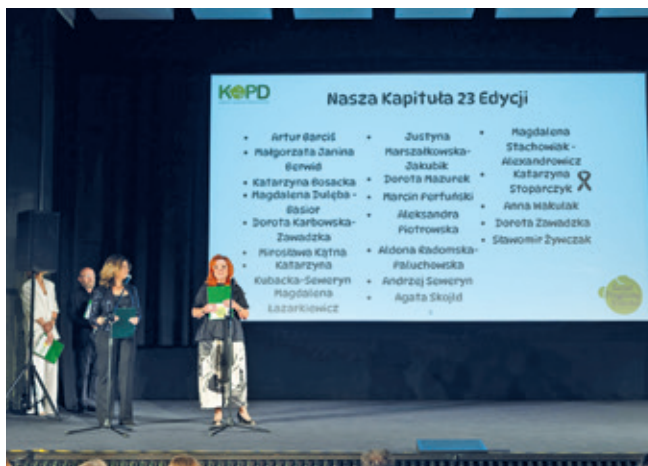 KOPD
Nasza Kapituła 23 Edycji
• Artur Barciś
• Małgorzata Janina
Berwid
• Katarzyna Bosacka
• Magdalena Dulęba -
Basior
• Dorota Karbowska-
Zawadzka
• Mirosława Kątna
• Katarzyna
Kubacka-Seweryn
Magdalena
Łazarkiewicz
• Justyna
Marszałkowska-
Jakubik
• Dorota Mazurek
• Marcin Perfuński
• Aleksandra
Piotrowska
• Aldona Radomska-
Paluchowska
• Andrzej Seweryn
• Agata Skojld
• Magdalena
Stachowiak -
Alexandrowicz
• Katarzyna
Stoparczyk
• Anna Wakulak
• Dorota Zawadzka
• Sławomir Żywczak